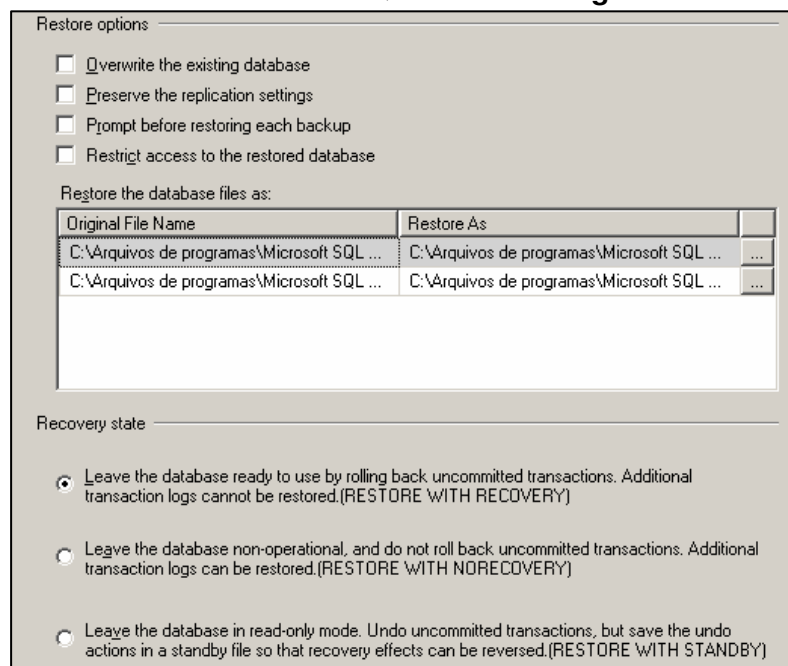 Restore options
Overwrite the existing database
Preserve the replication settings
Prompt before restoring each backup
Restrict access to the restored database
Restore the database files as:
Original File Name Restore As
C:\Arquivos de programas\Microsoft SQL ... C:\Arquivos de programas\Microsoft SQL ... ...
C:\Arquivos de programas\Microsoft SQL ... C:\Arquivos de programas\Microsoft SQL ... ...
Recovery state
Leave the database ready to use by rolling back uncommitted transactions. Additional
transaction logs cannot be restored.(RESTORE WITH RECOVERY)
Leave the database non-operational, and do not roll back uncommitted transactions. Additional
transaction logs can be restored.(RESTORE WITH NORECOVERY)
Leave the database in read-only mode. Undo uncommitted transactions, but save the undo
actions in a standby file so that recovery effects can be reversed.(RESTORE WITH STANDBY)